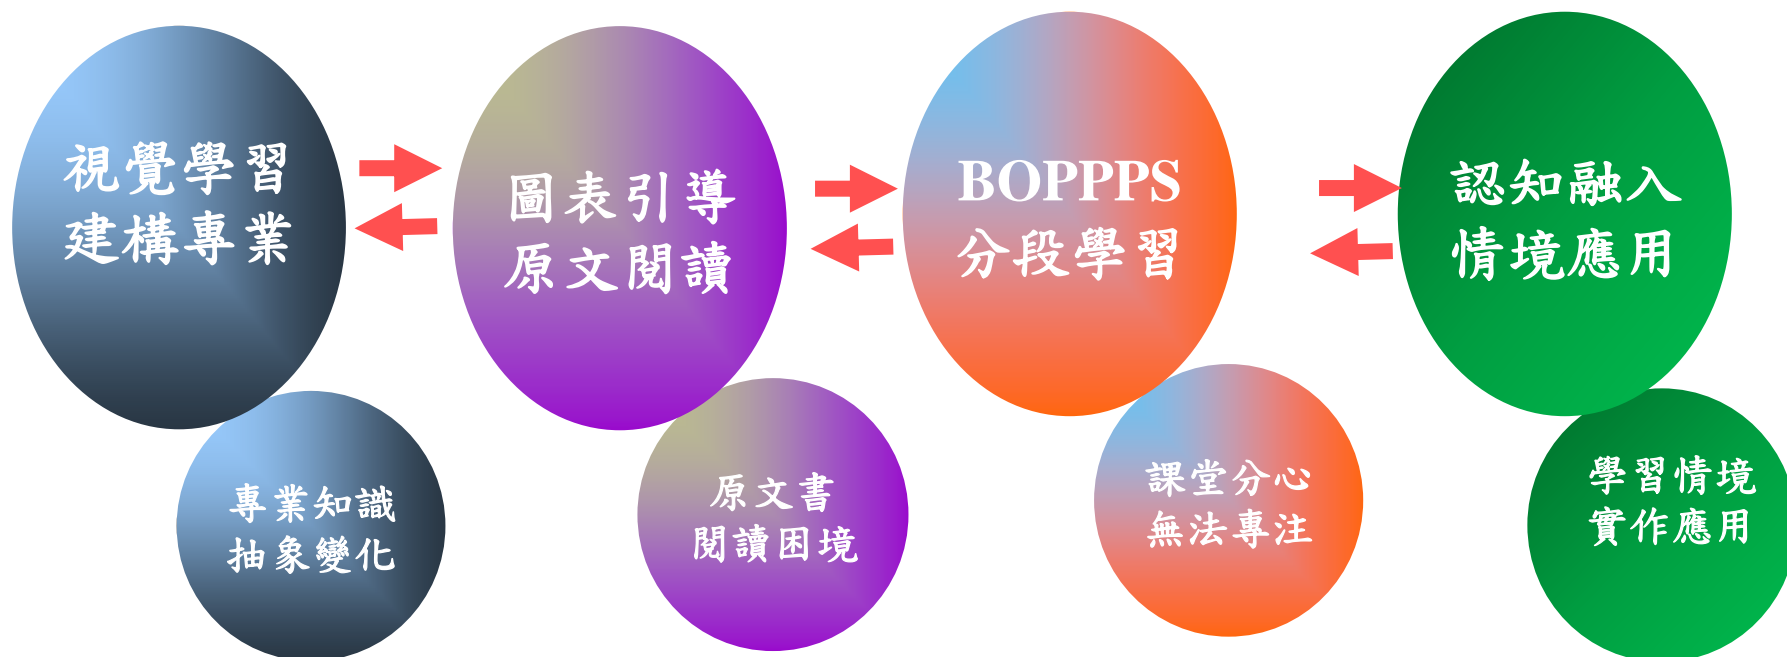 視覺學習
建構專業
圖表引導
原文閱讀
BOPPPS
分段學習
認知融入
情境應用
專業知識
抽象變化
原文書
閱讀困境
課堂分心
無法專注
學習情境
實作應用